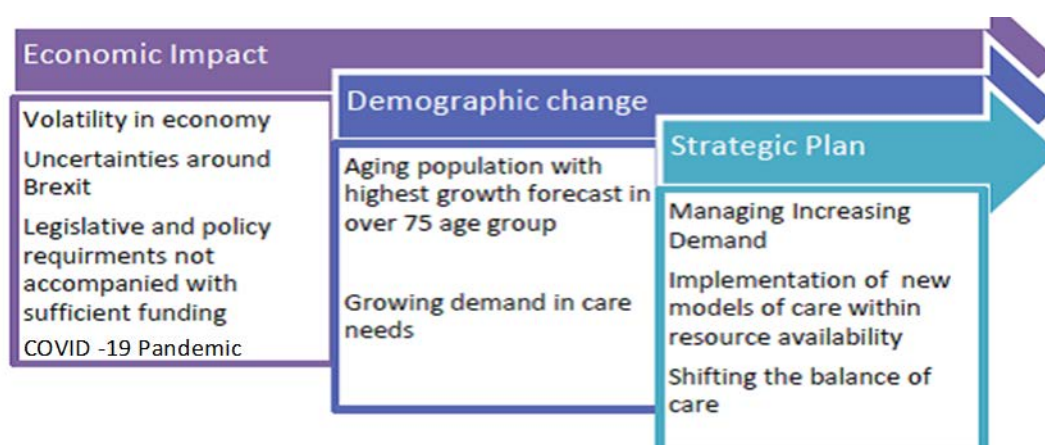 Economic Impact
Volatility in economy
Uncertainties around
Brexit
Legislative and policy
requirments not
accompanied with
sufficient funding
COVID -19 Pandemic
Demographic change
Aging population with
highest growth forecast in
over 75 age group
Growing demand in care
needs
Strategic Plan
Managing Increasing
Demand
Implementation of new
models of care within
resource availability
Shifting the balance of
care